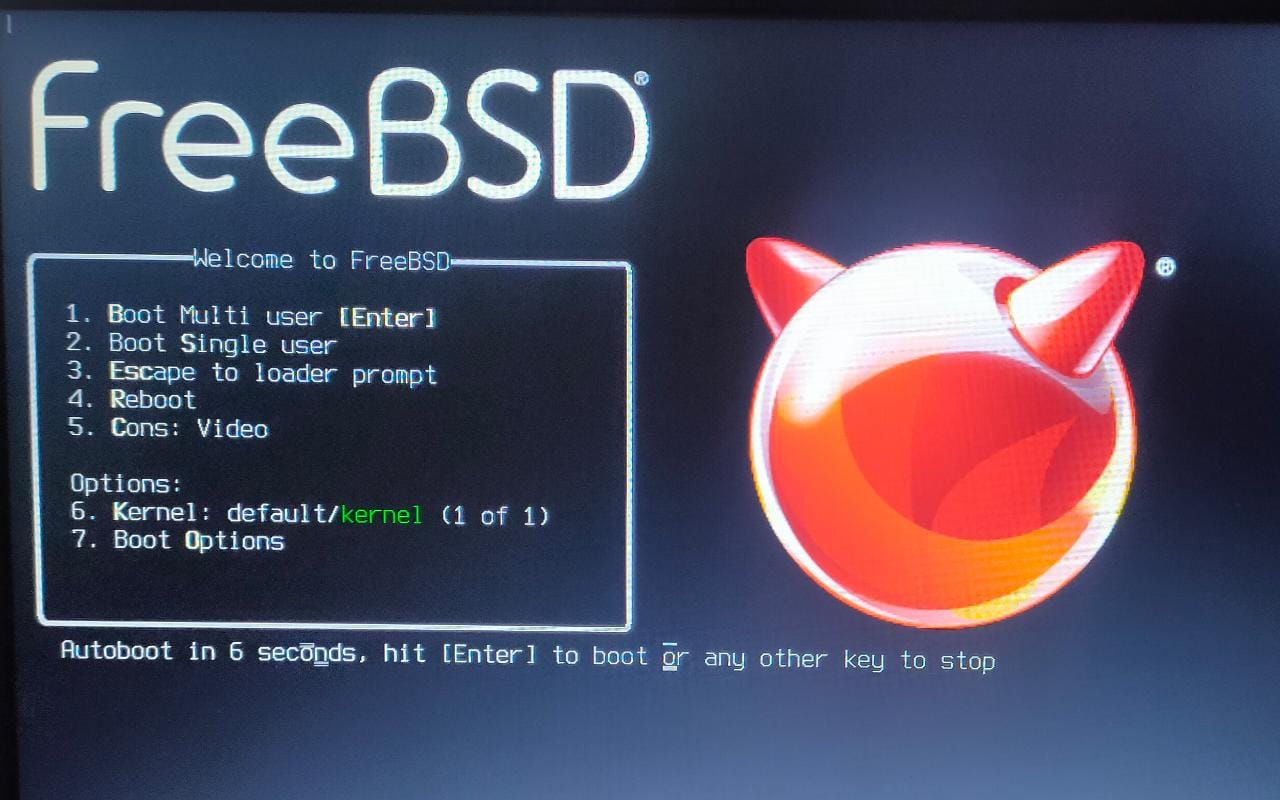 FreeBSD®
Welcome to FreeBSD
1. Boot Multi user [Enter]
2. Boot Single user
3. Escape to loader prompt
4. Reboot
5. Cons: Video
Options:
6. Kernel: default/kernel (1 of 1)
7. Boot Options
®
Autoboot in 6 seconds, hit [Enter] to boot or any other key to stop